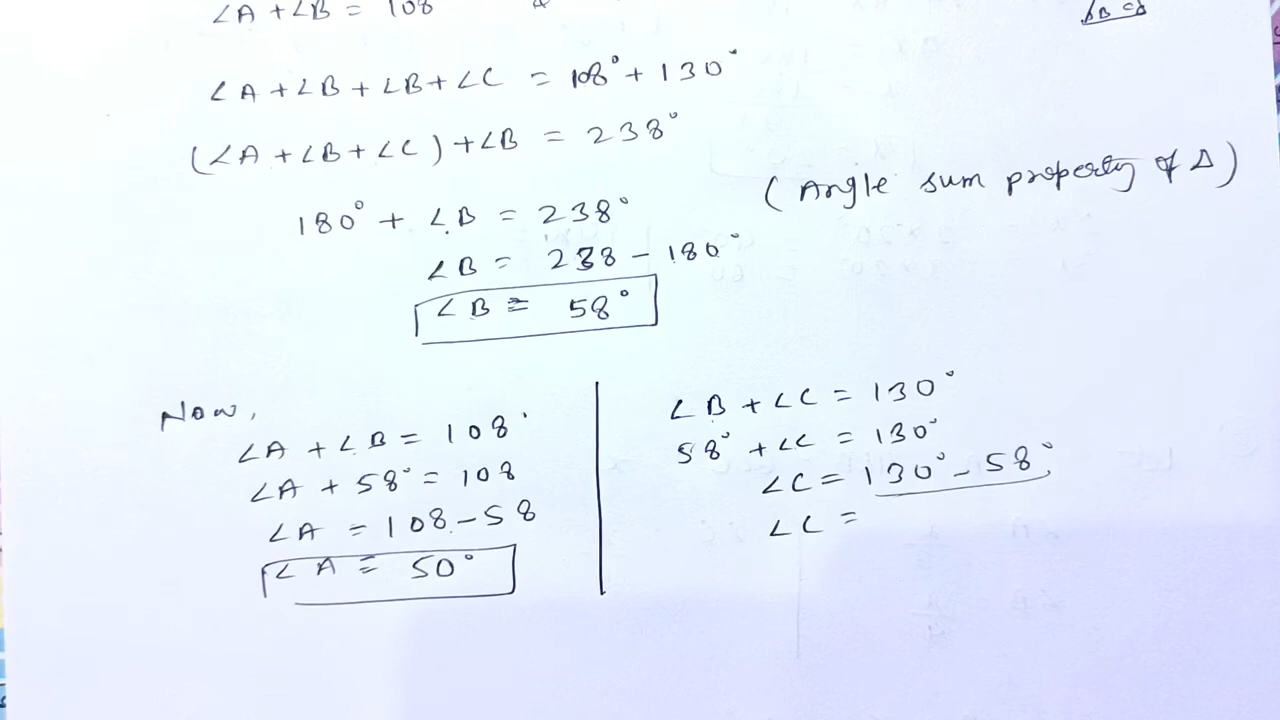 ∠A + ∠B = 108
∠A + ∠B + ∠B + ∠C = 108° + 130°
(∠A + ∠B + ∠C) + ∠B = 238°
180° + ∠B = 238°
(Angle sum property of Δ)
∠B = 238 - 180°
∠B = 58°
Now,
∠A + ∠B = 108°
∠A + 58° = 108
∠A = 108 - 58
∠A = 50°
∠B + ∠C = 130°
58° + ∠C = 130°
∠C = 130° - 58°
∠C =